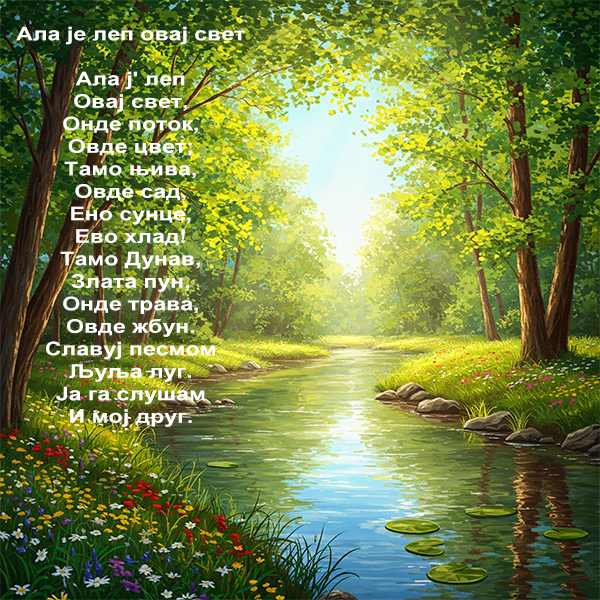 Ала је леп овај свет
Ала ј' леп
Овај свет,
Онде поток,
Овде цвет;
Тамо њива,
Овде сад,
Ено сунце,
Ево хлад!
Тамо Дунав,
Злата пун,
Онде трава,
Овде жбун.
Славуј песмом
Љуља луг.
Ја га слушам
И мој друг.